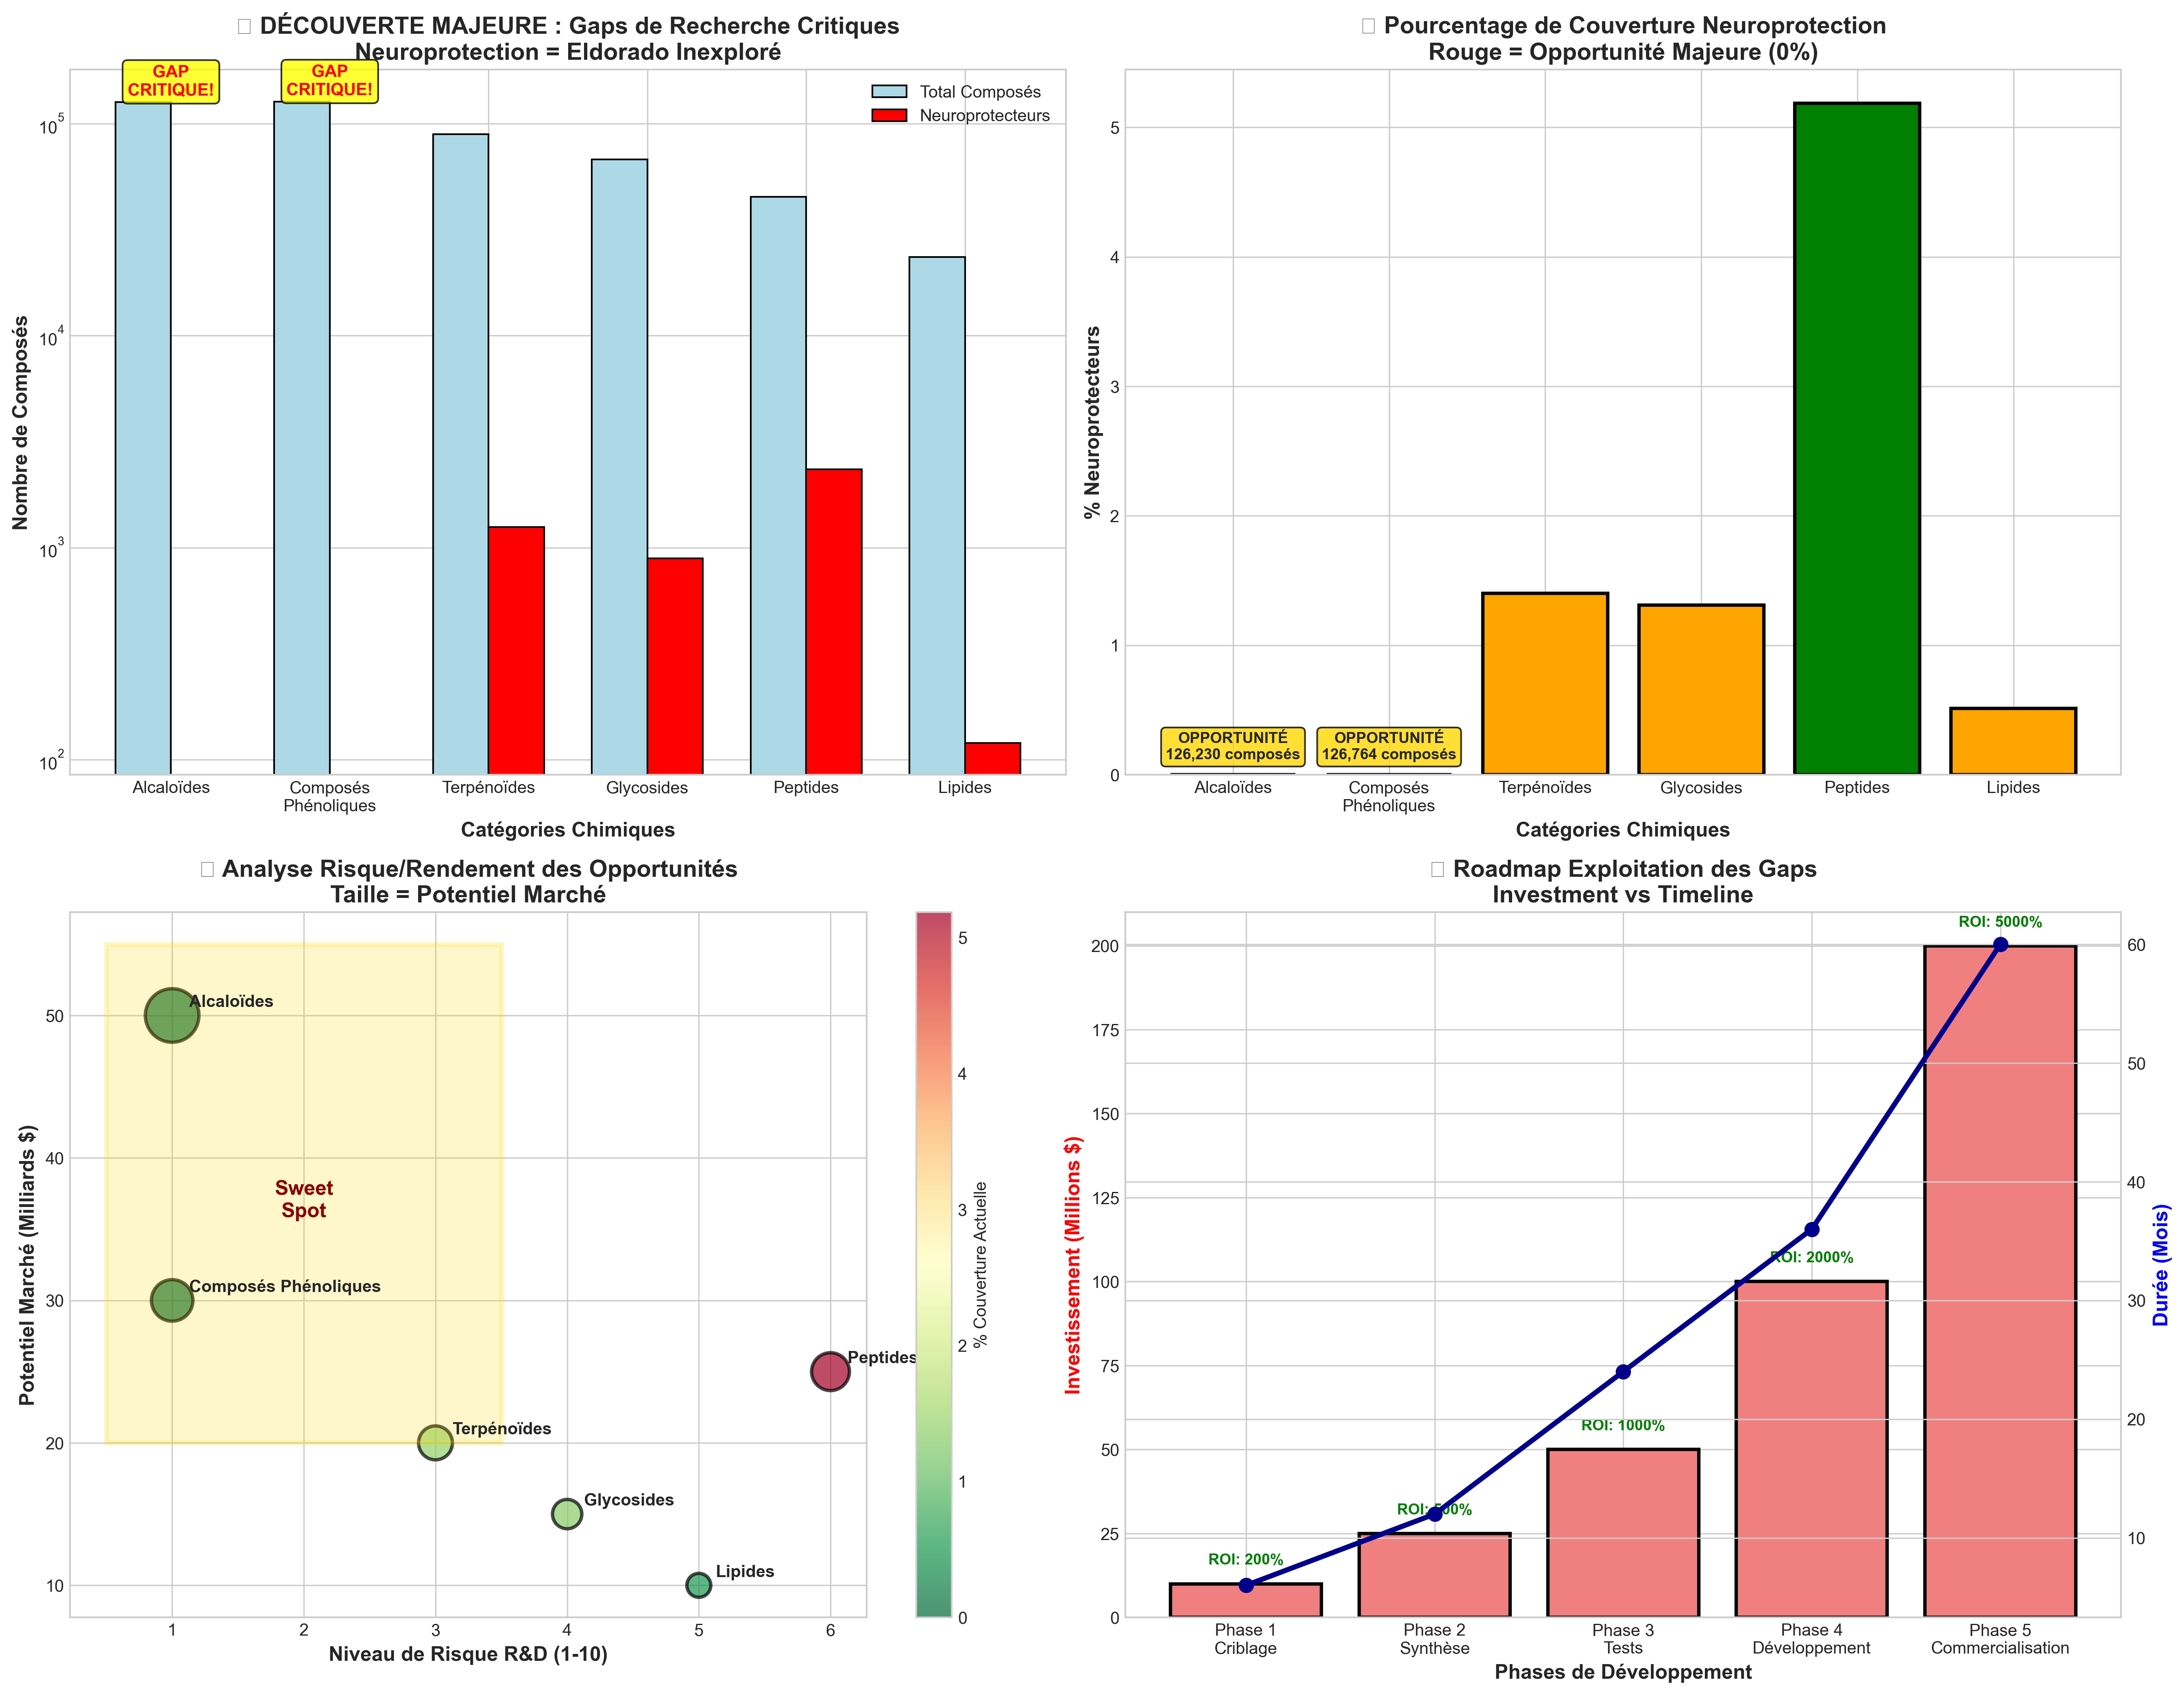 DÉCOUVERTE MAJEURE : Gaps de Recherche Critiques
Neuroprotection = Eldorado Inexploré
GAP
CRITIQUE!
GAP
CRITIQUE!
Total Composés
Neuroprotecteurs
Nombre de Composés
10^5
10^4
10^3
10^2
Alcaloïdes
Composés
Phénoliques
Terpénoïdes
Glycosides
Peptides
Lipides
Catégories Chimiques
Pourcentage de Couverture Neuroprotection
Rouge = Opportunité Majeure (0%)
% Neuroprotecteurs
5
4
3
2
1
0
OPPORTUNITÉ
126,230 composés
OPPORTUNITÉ
126,764 composés
Alcaloïdes
Composés
Phénoliques
Terpénoïdes
Glycosides
Peptides
Lipides
Catégories Chimiques
Analyse Risque/Rendement des Opportunités
Taille = Potentiel Marché
Potentiel Marché (Milliards $)
50
40
30
20
10
Alcaloïdes
Sweet
Spot
Composés Phénoliques
Peptides
Terpénoïdes
Glycosides
Lipides
1
2
3
4
5
6
Niveau de Risque R&D (1-10)
5
4
3
2
1
0
% Couverture Actuelle
Roadmap Exploitation des Gaps
Investment vs Timeline
Investissement (Millions $)
200
175
150
125
100
75
50
25
0
ROI: 5000%
ROI: 2000%
ROI: 1000%
ROI: 500%
ROI: 200%
60
50
40
30
20
10
Durée (Mois)
Phase 1
Criblage
Phase 2
Synthèse
Phase 3
Tests
Phase 4
Développement
Phase 5
Commercialisation
Phases de Développement